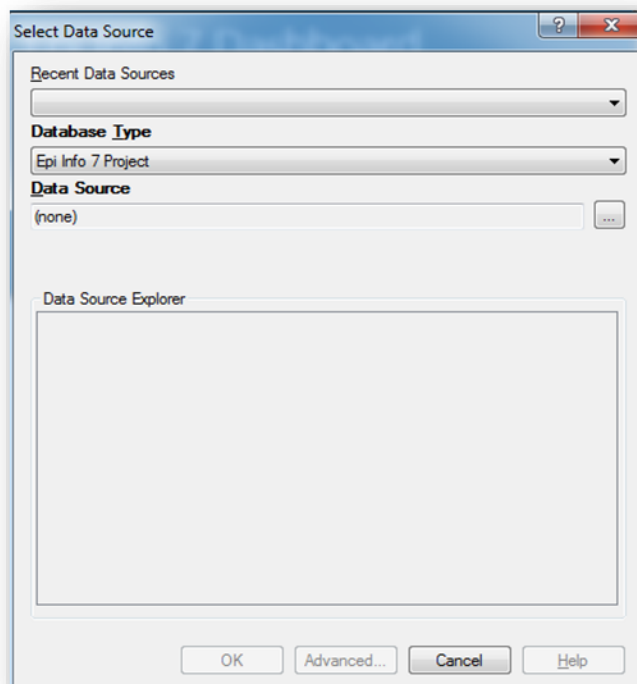 Select Data Source
?
Recent Data Sources
Database Type
Epi Info 7 Project
Data Source
(none)
...
Data Source Explorer
OK
Advanced...
Cancel
Help